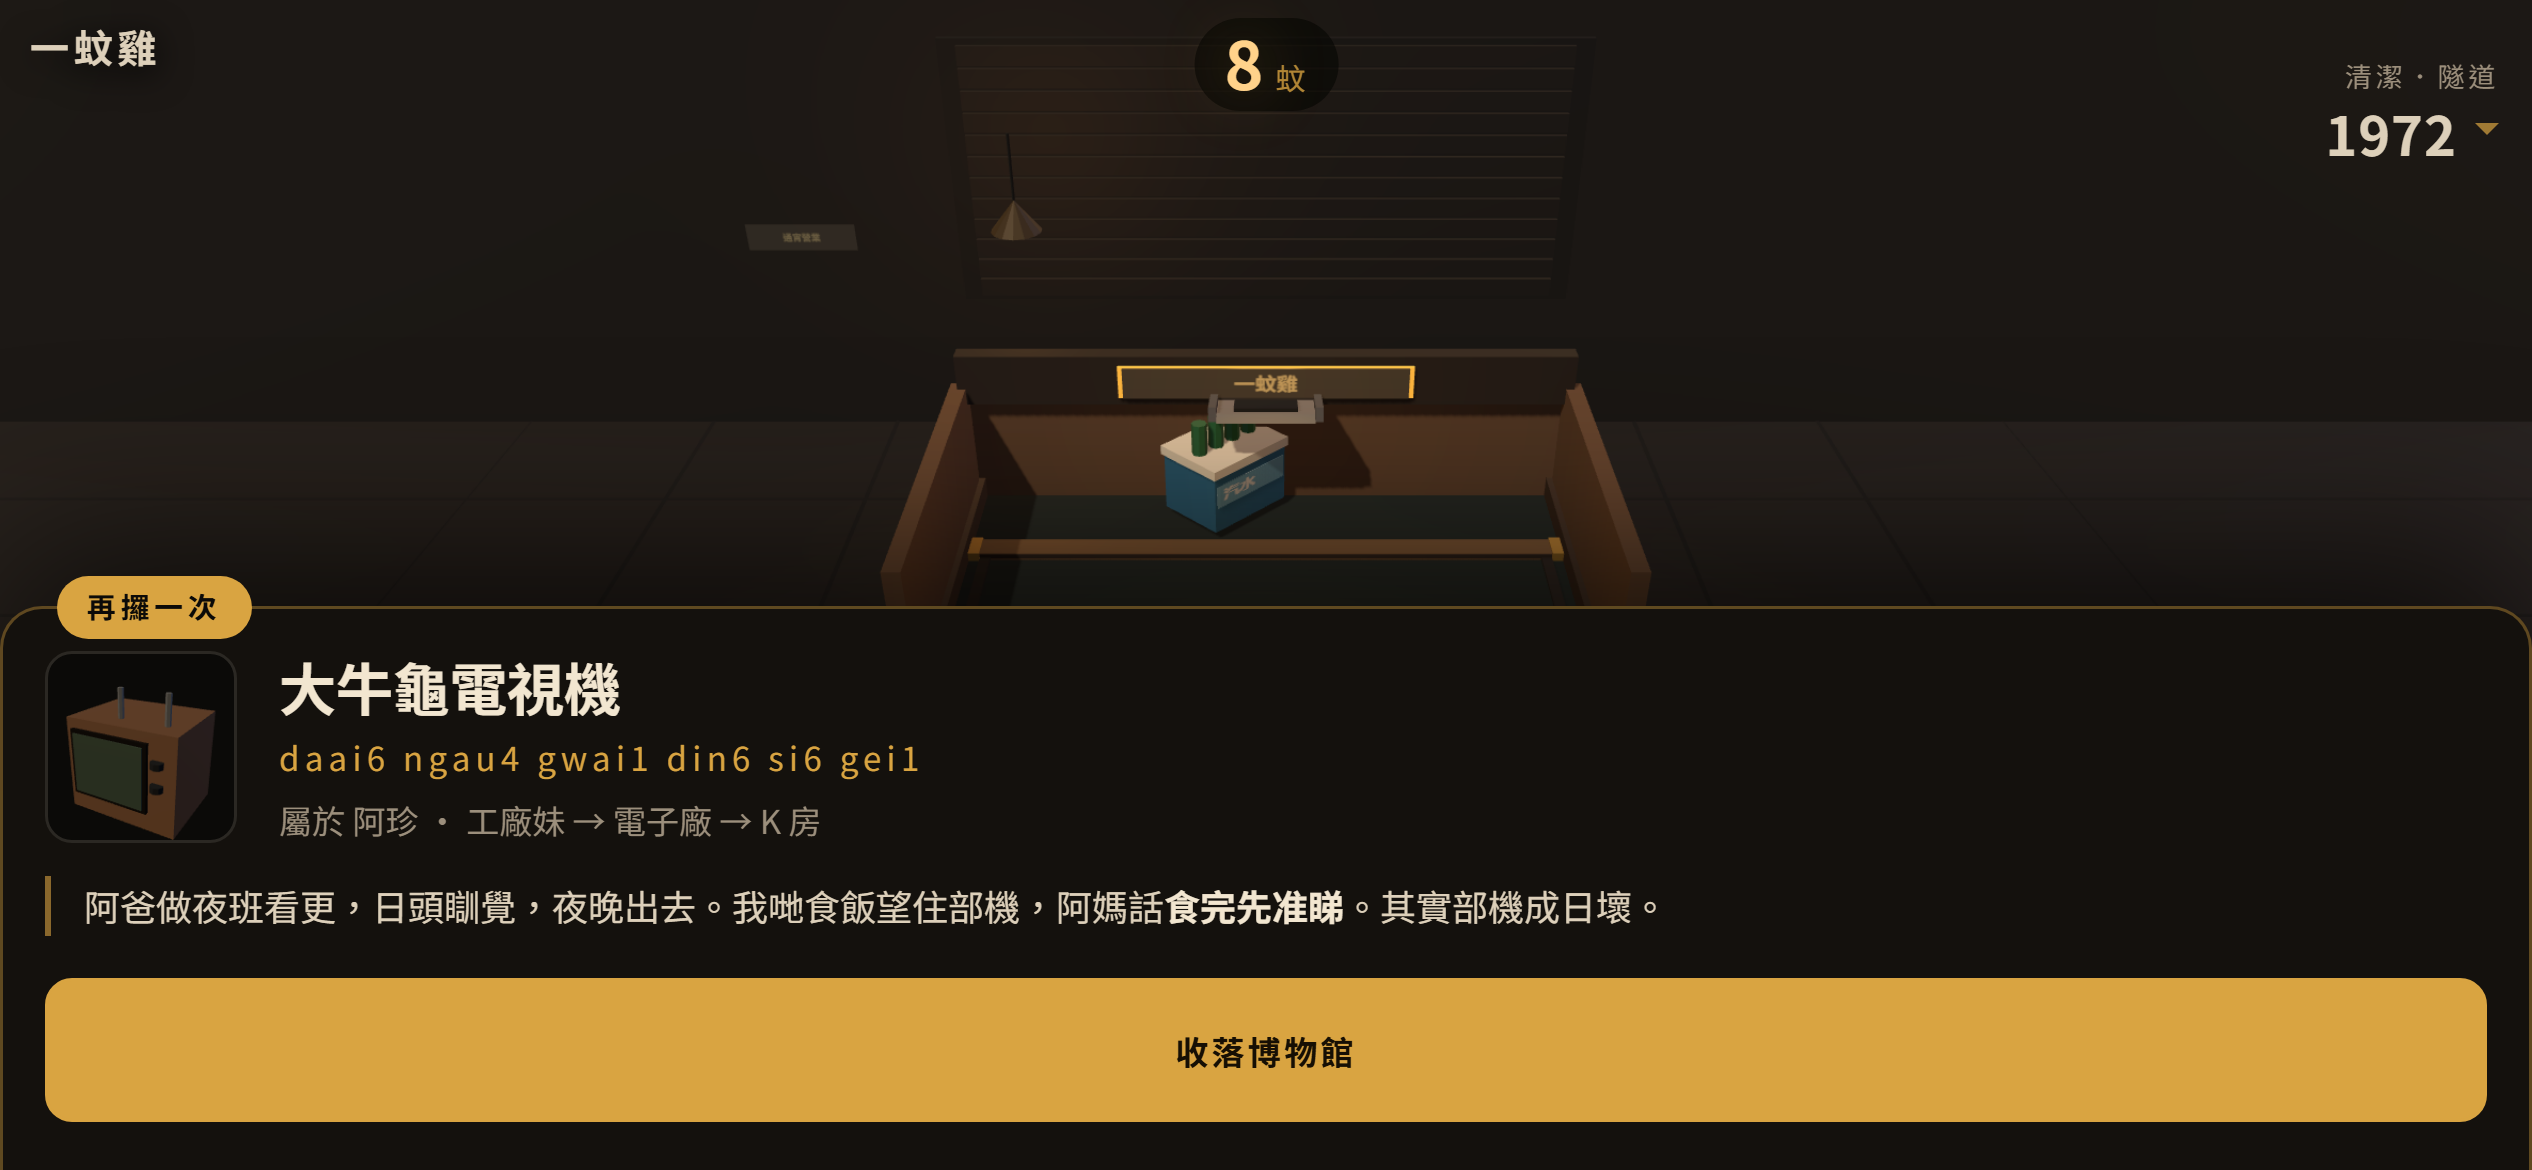 一蚊雞
8 蚊
清潔·隧道
1972
通宵營業
一蚊雞
再攞一次
大牛龜電視機
daai6 ngau4 gwai1 din6 si6 gei1
屬於 阿珍 · 工廠妹→電子廠→K 房
阿爸做夜班看更，日頭瞓覺，夜晚出去。我哋食飯望住部機，阿媽話食完先准睇。其實部機成日壞。
收落博物館